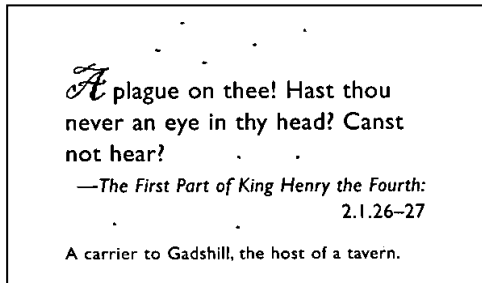 A plague on thee! Hast thou
never an eye in thy head? Canst
not hear?
—The First Part of King Henry the Fourth:
2.1.26–27
A carrier to Gadshill, the host of a tavern.